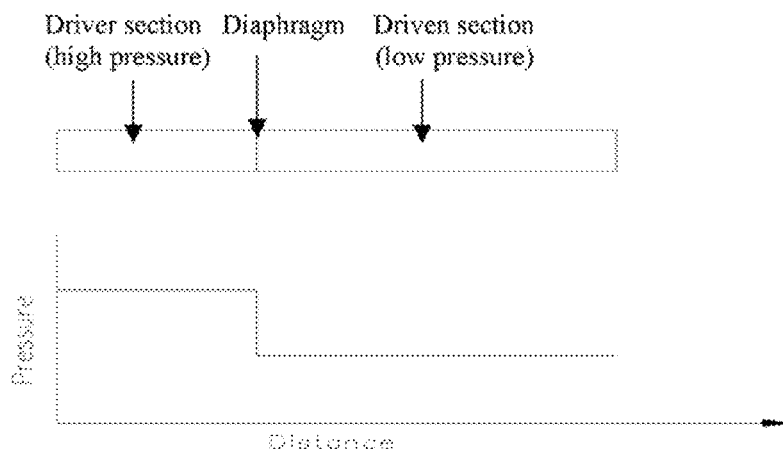 Driver section
(high pressure)
Diaphragm
Driven section
(low pressure)
Pressure
Distance